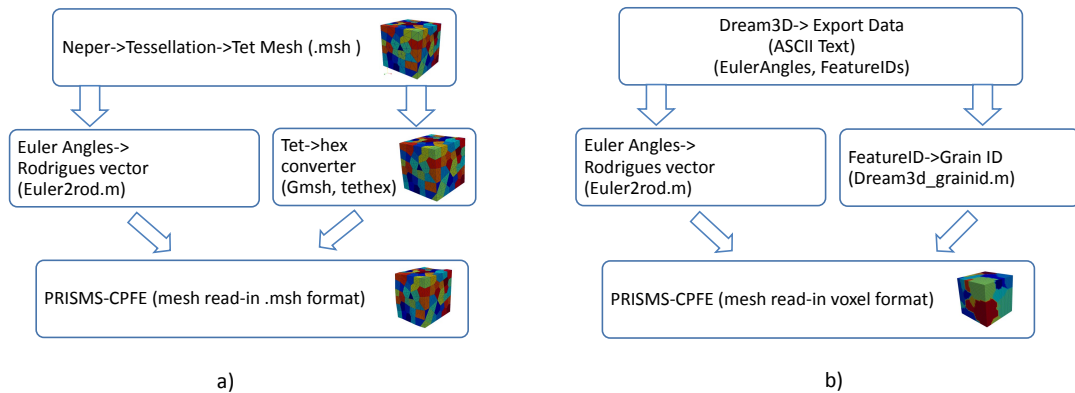 Neper->Tessellation->Tet Mesh (.msh )
Euler Angles->
Rodrigues vector
(Euler2rod.m)
Tet->hex
converter
(Gmsh, tethex)
PRISMS-CPFE (mesh read-in .msh format)
a)
Dream3D-> Export Data
(ASCII Text)
(EulerAngles, FeatureIDs)
Euler Angles->
Rodrigues vector
(Euler2rod.m)
FeatureID->Grain ID
(Dream3d_grainid.m)
PRISMS-CPFE (mesh read-in voxel format)
b)